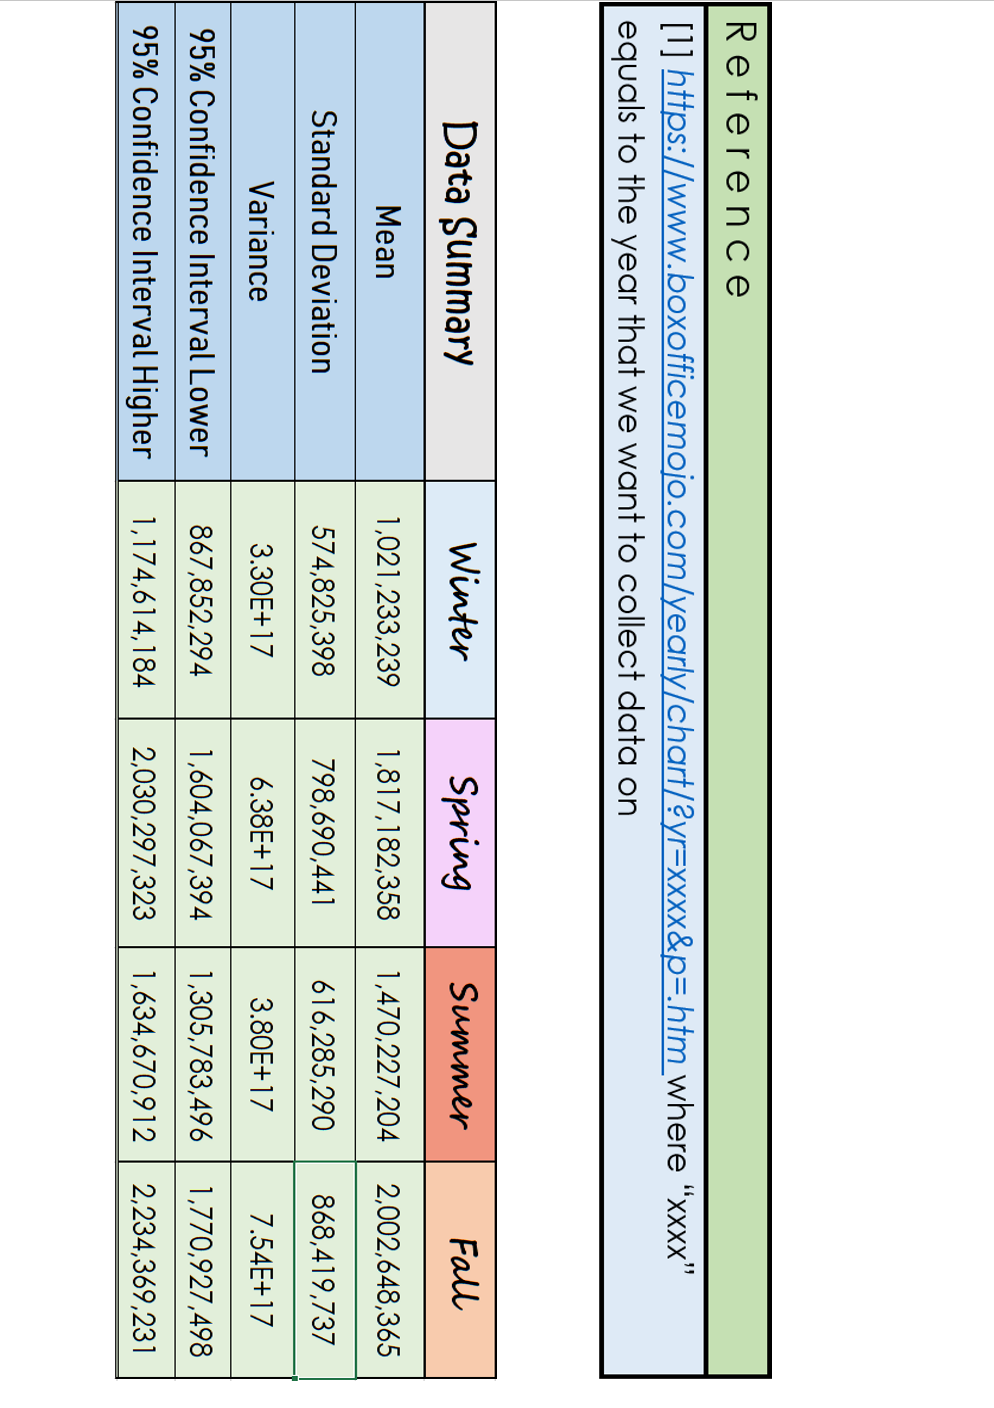 Reference
[1] https://www.boxofficemojo.com/yearly/chart/?yr=xxxx&p=.htm where “xxxx”
equals to the year that we want to collect data on
Data Summary Winter Spring Summer Fall
Mean 1,021,233,239 1,817,182,358 1,470,227,204 2,002,648,365
Standard Deviation 574,825,398 798,690,441 616,285,290 868,419,737
Variance 3.30E+17 6.38E+17 3.80E+17 7.54E+17
95% Confidence Interval Lower 867,852,294 1,604,067,394 1,305,783,496 1,770,927,498
95% Confidence Interval Higher 1,174,614,184 2,030,297,323 1,634,670,912 2,234,369,231